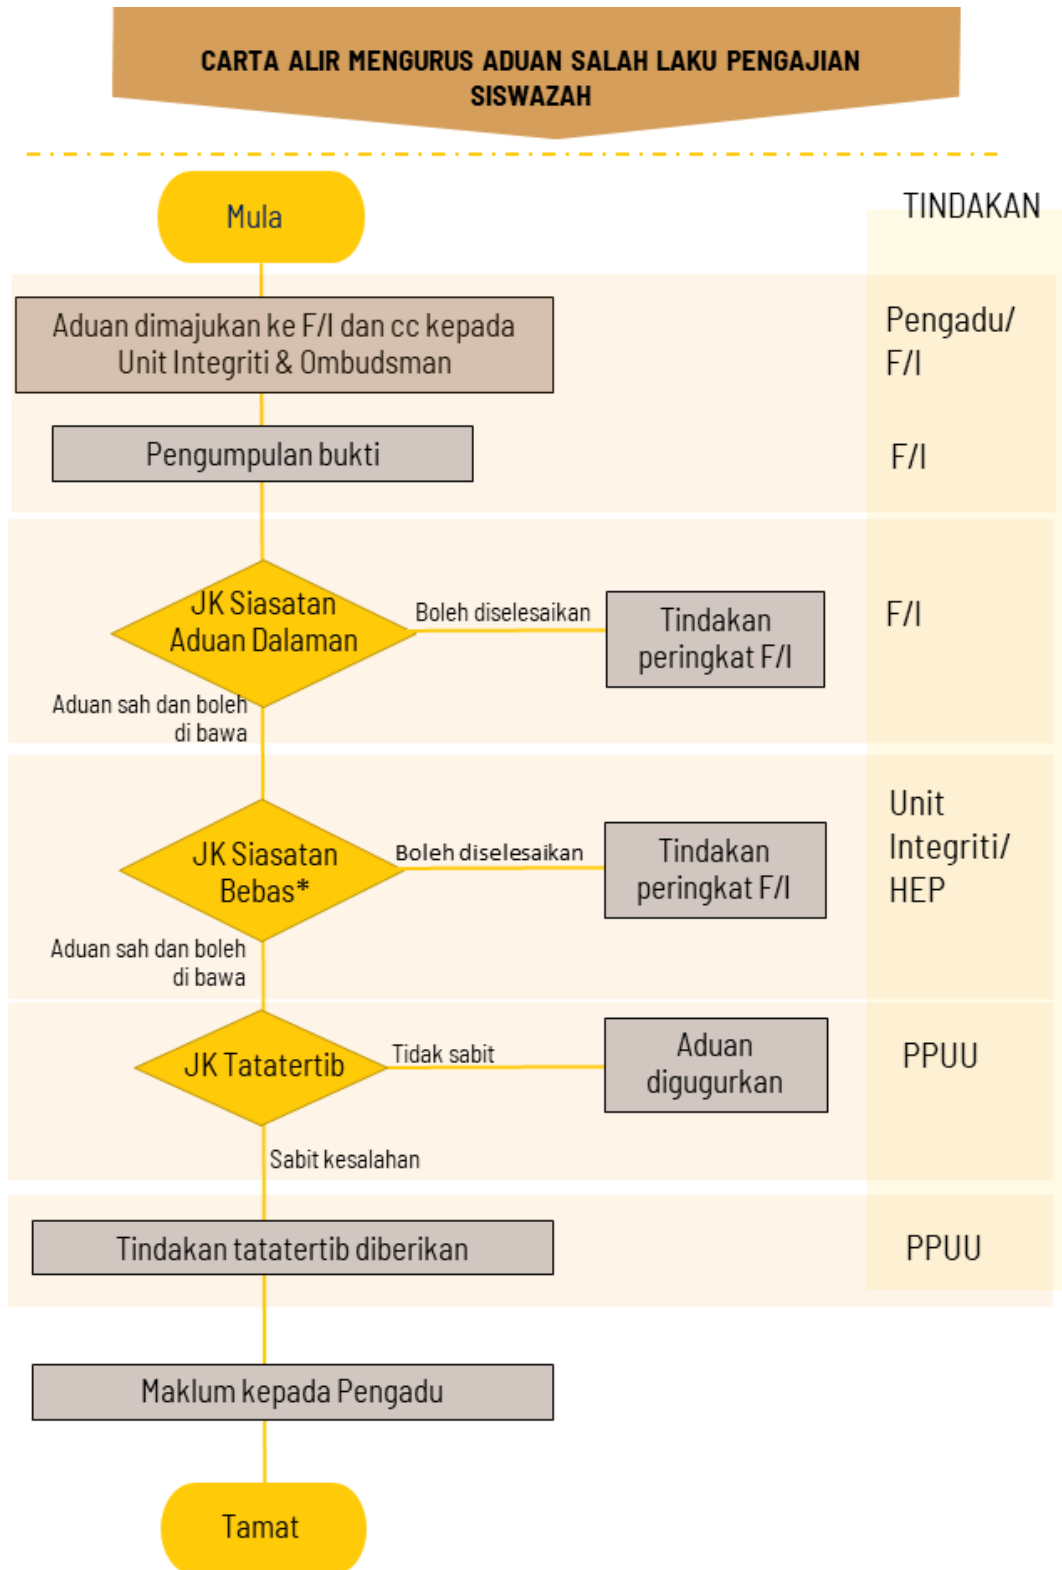 CARTA ALIR MENGURUS ADUAN SALAH LAKU PENGAJIAN
SISWAZAH
TINDAKAN
Mula
Aduan dimajukan ke F/I dan cc kepada
Unit Integriti & Ombudsman
Pengadu/
F/I
Pengumpulan bukti
F/I
JK Siasatan
Aduan Dalaman
Boleh diselesaikan
Tindakan
peringkat F/I
F/I
Aduan sah dan boleh
di bawa
JK Siasatan
Bebas*
Boleh diselesaikan
Tindakan
peringkat F/I
Unit
Integriti/
HEP
Aduan sah dan boleh
di bawa
JK Tatatertib
Tidak sabit
Aduan
digugurkan
PPUU
Sabit kesalahan
Tindakan tatatertib diberikan
PPUU
Maklum kepada Pengadu
Tamat